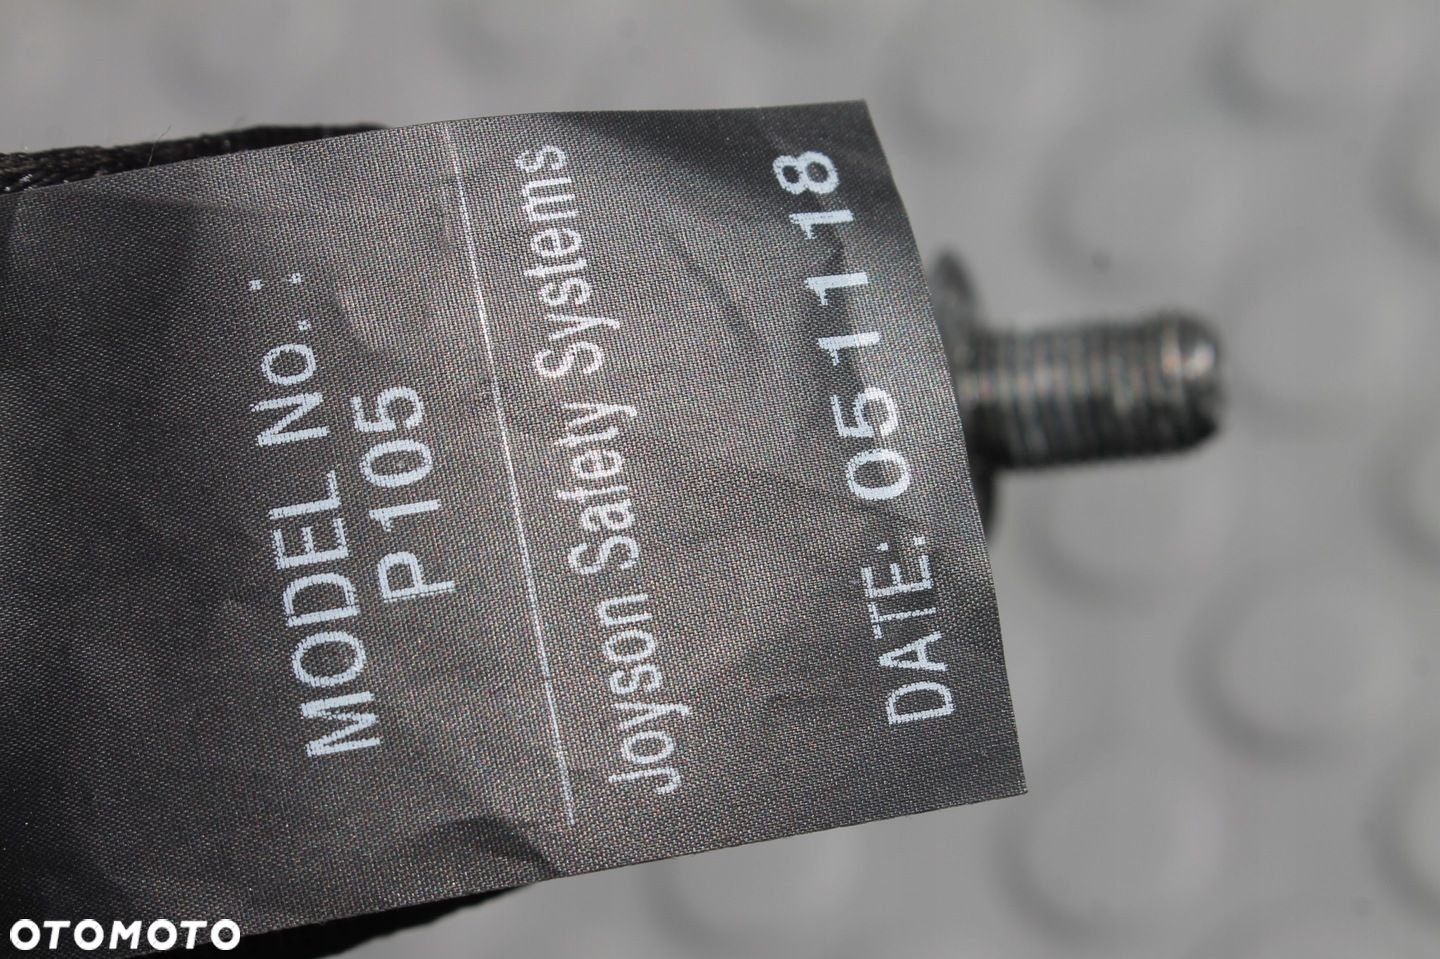 MODEL No.:
P105
Joyson Safety Systems
DATE: 051118
OTOMOTO